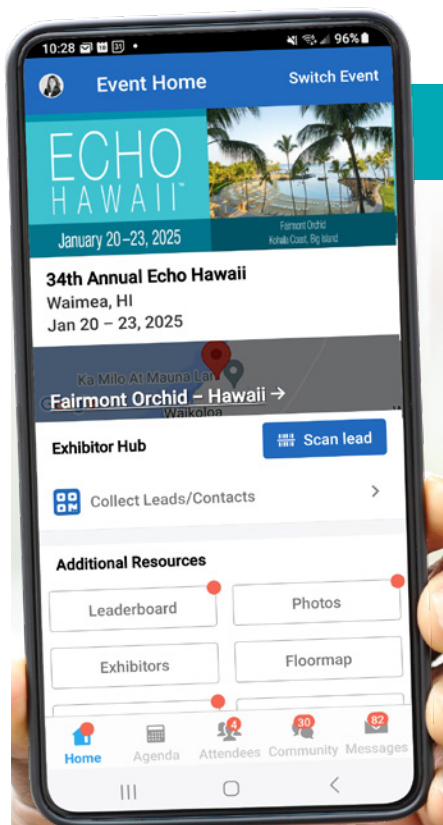 10:28
96%
Event Home
Switch Event
ECHO
HAWAII™
January 20–23, 2025
Fairmont Orchid
Kohala Coast, Big Island
34th Annual Echo Hawaii
Waimea, HI
Jan 20 – 23, 2025
Ka Milo At Mauna Lani
Fairmont Orchid – Hawaii →
Waikoloa
Exhibitor Hub
Scan lead
Collect Leads/Contacts
Additional Resources
Leaderboard
Photos
Exhibitors
Floormap
4
30
82
Home
Agenda
Attendees
Community
Messages